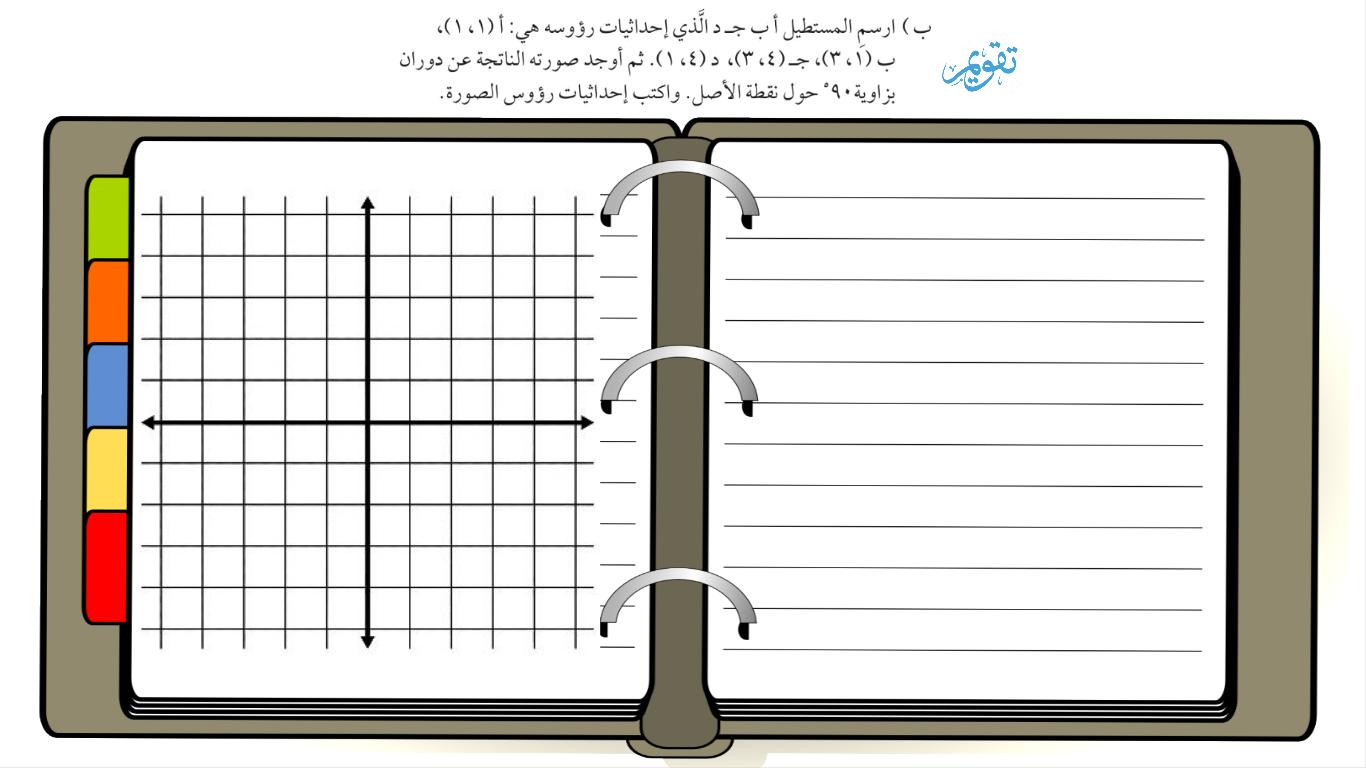 ب) ارسمِ المستطيل أ ب جـ د الَّذي إحداثيات رؤوسه هي: أ (١، ١)،
ب (١، ٣)، جـ (٤، ٣)، د (٤، ١). ثم أوجد صورته الناتجة عن دوران
بزاوية ٩٠° حول نقطة الأصل. واكتب إحداثيات رؤوس الصورة.
تقويم